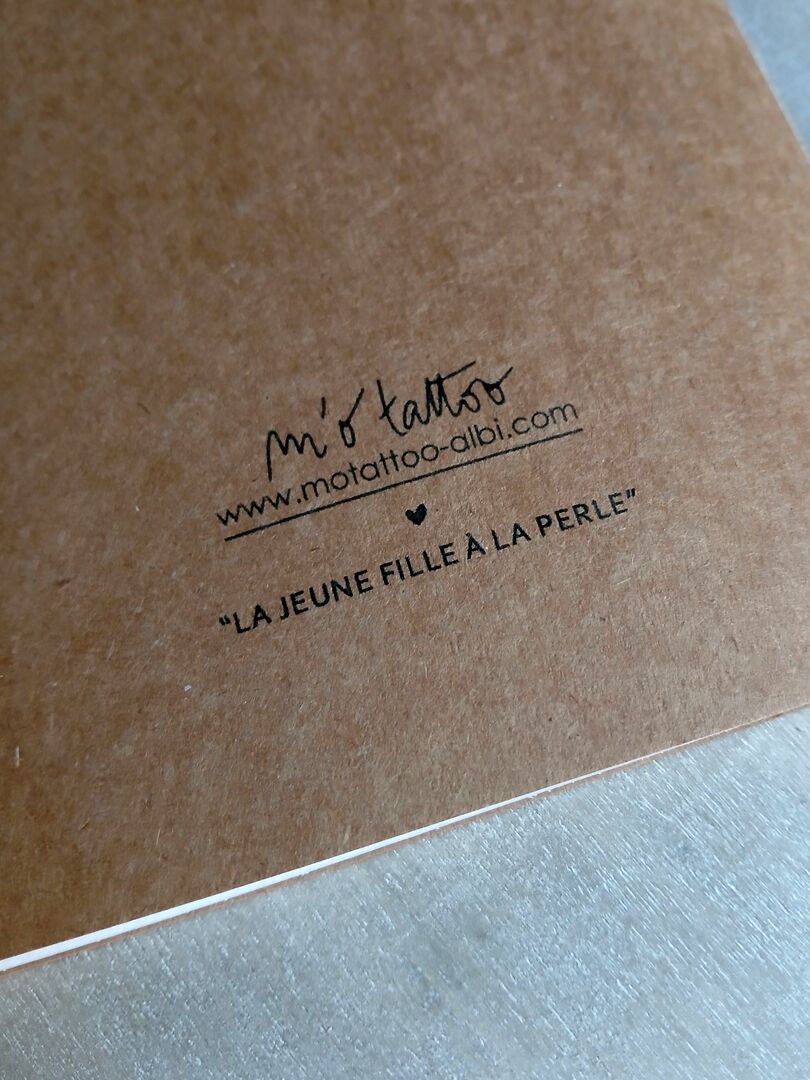 m'o tattoo
www.motattoo-albi.com
"LA JEUNE FILLE À LA PERLE"